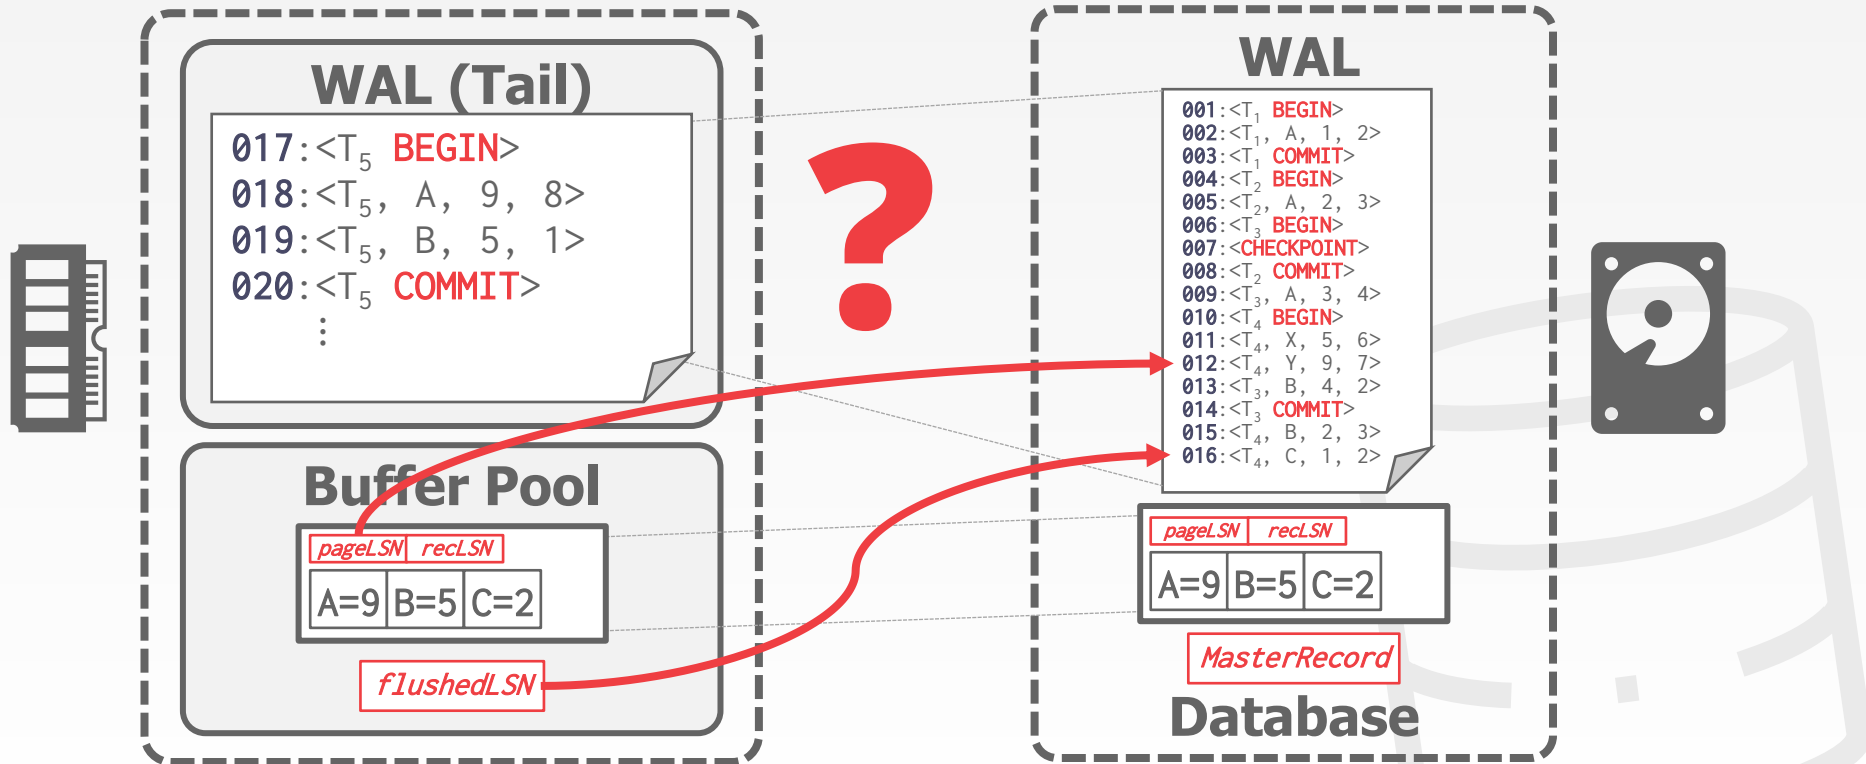 WAL (Tail)
017:<T5 BEGIN>
018:<T5, A, 9, 8>
019:<T5, B, 5, 1>
020:<T5 COMMIT>
⋮
Buffer Pool
pageLSN recLSN
A=9 B=5 C=2
flushedLSN
?
WAL
001:<T1 BEGIN>
002:<T1, A, 1, 2>
003:<T1 COMMIT>
004:<T2 BEGIN>
005:<T2, A, 2, 3>
006:<T3 BEGIN>
007:<CHECKPOINT>
008:<T2 COMMIT>
009:<T3, A, 3, 4>
010:<T4 BEGIN>
011:<T4, X, 5, 6>
012:<T4, Y, 9, 7>
013:<T3, B, 4, 2>
014:<T3 COMMIT>
015:<T4, B, 2, 3>
016:<T4, C, 1, 2>
pageLSN recLSN
A=9 B=5 C=2
MasterRecord
Database